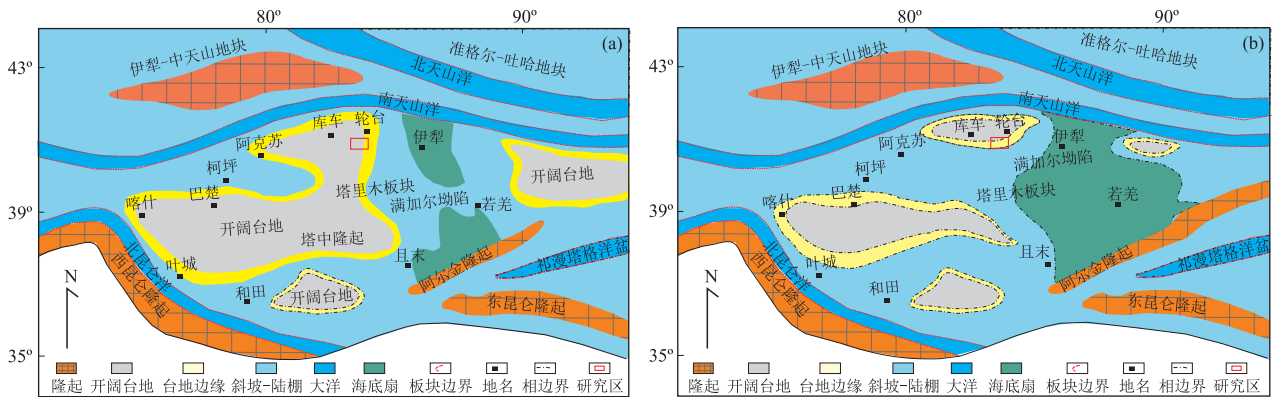 80º
90º
(a)
准格尔-吐哈地块
伊犁-中天山地块
43º
北天山洋
南天山洋
库车
轮台
伊犁
阿克苏
柯坪
塔里木板块
开阔台地
巴楚
喀什
39º
满加尔坳陷
若羌
开阔台地
塔中隆起
北昆仑洋
叶城
且末
阿尔金隆起
祁漫塔格洋盆
N
西昆仑隆起
和田
开阔台地
东昆仑隆起
35º
隆起
开阔台地
台地边缘
斜坡-陆棚
大洋
海底扇
板块边界
地名
相边界
研究区
80º
90º
(b)
准格尔-吐哈地块
伊犁-中天山地块
43º
北天山洋
南天山洋
库车
轮台
伊犁
阿克苏
满加尔坳陷
柯坪
塔里木板块
喀什
巴楚
若羌
39º
北昆仑洋
叶城
且末
阿尔金隆起
祁漫塔格洋盆
N
西昆仑隆起
和田
东昆仑隆起
35º
隆起
开阔台地
台地边缘
斜坡-陆棚
大洋
海底扇
板块边界
地名
相边界
研究区